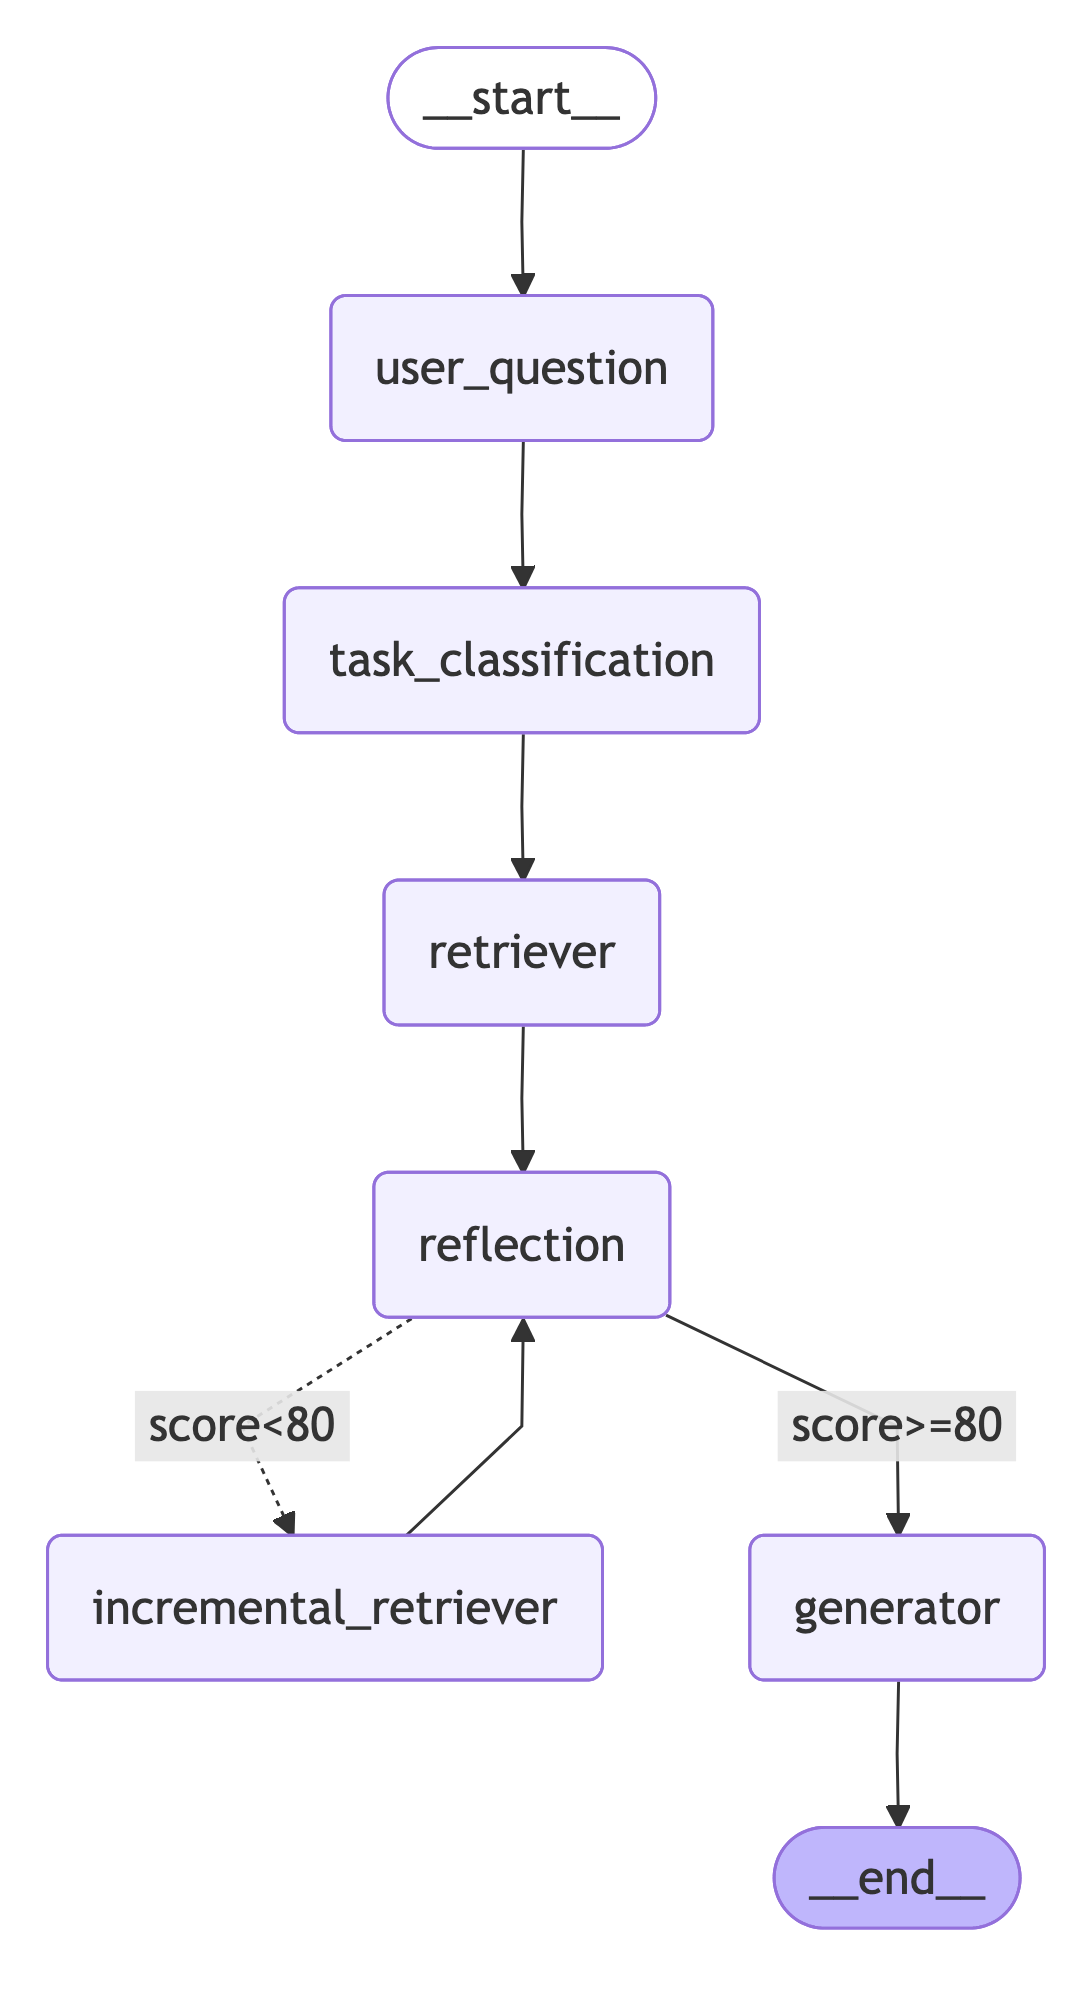 __start__
user_question
task_classification
retriever
reflection
score<80
score>=80
incremental_retriever
generator
__end__